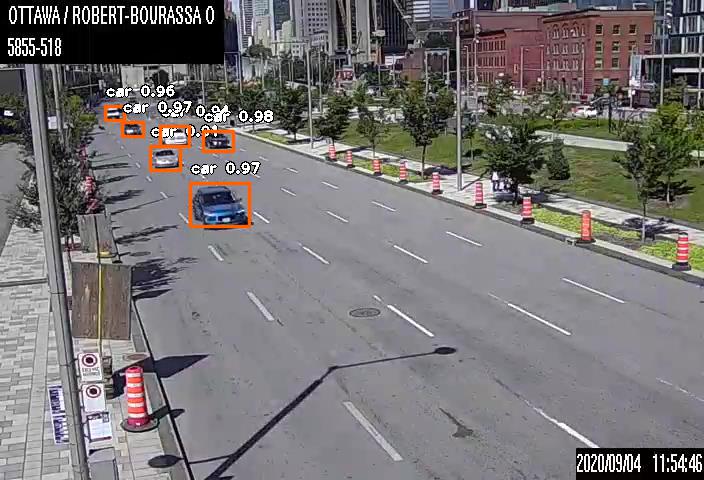 OTTAWA / ROBERT-BOURASSA O
5855-518
car 0.96
car 0.97
car 0.98
car 0.97
2020/09/04 11:54:46